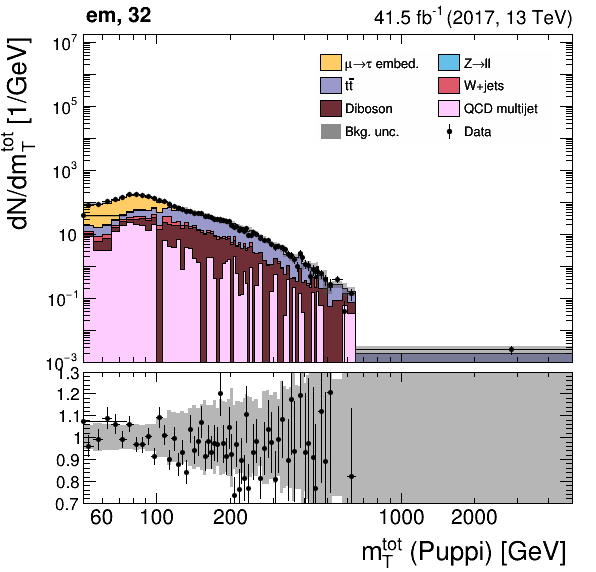 em, 32
41.5 fb⁻¹ (2017, 13 TeV)
dN/dm_T^tot [1/GeV]
10⁷
10⁵
10³
10
10⁻¹
10⁻³
μ→τ embed.
Z→ll
tt̅
W+jets
Diboson
QCD multijet
Bkg. unc.
Data
1.3
1.2
1.1
1
0.9
0.8
0.7
60 100 200 1000 2000
m_T^tot (Puppi) [GeV]